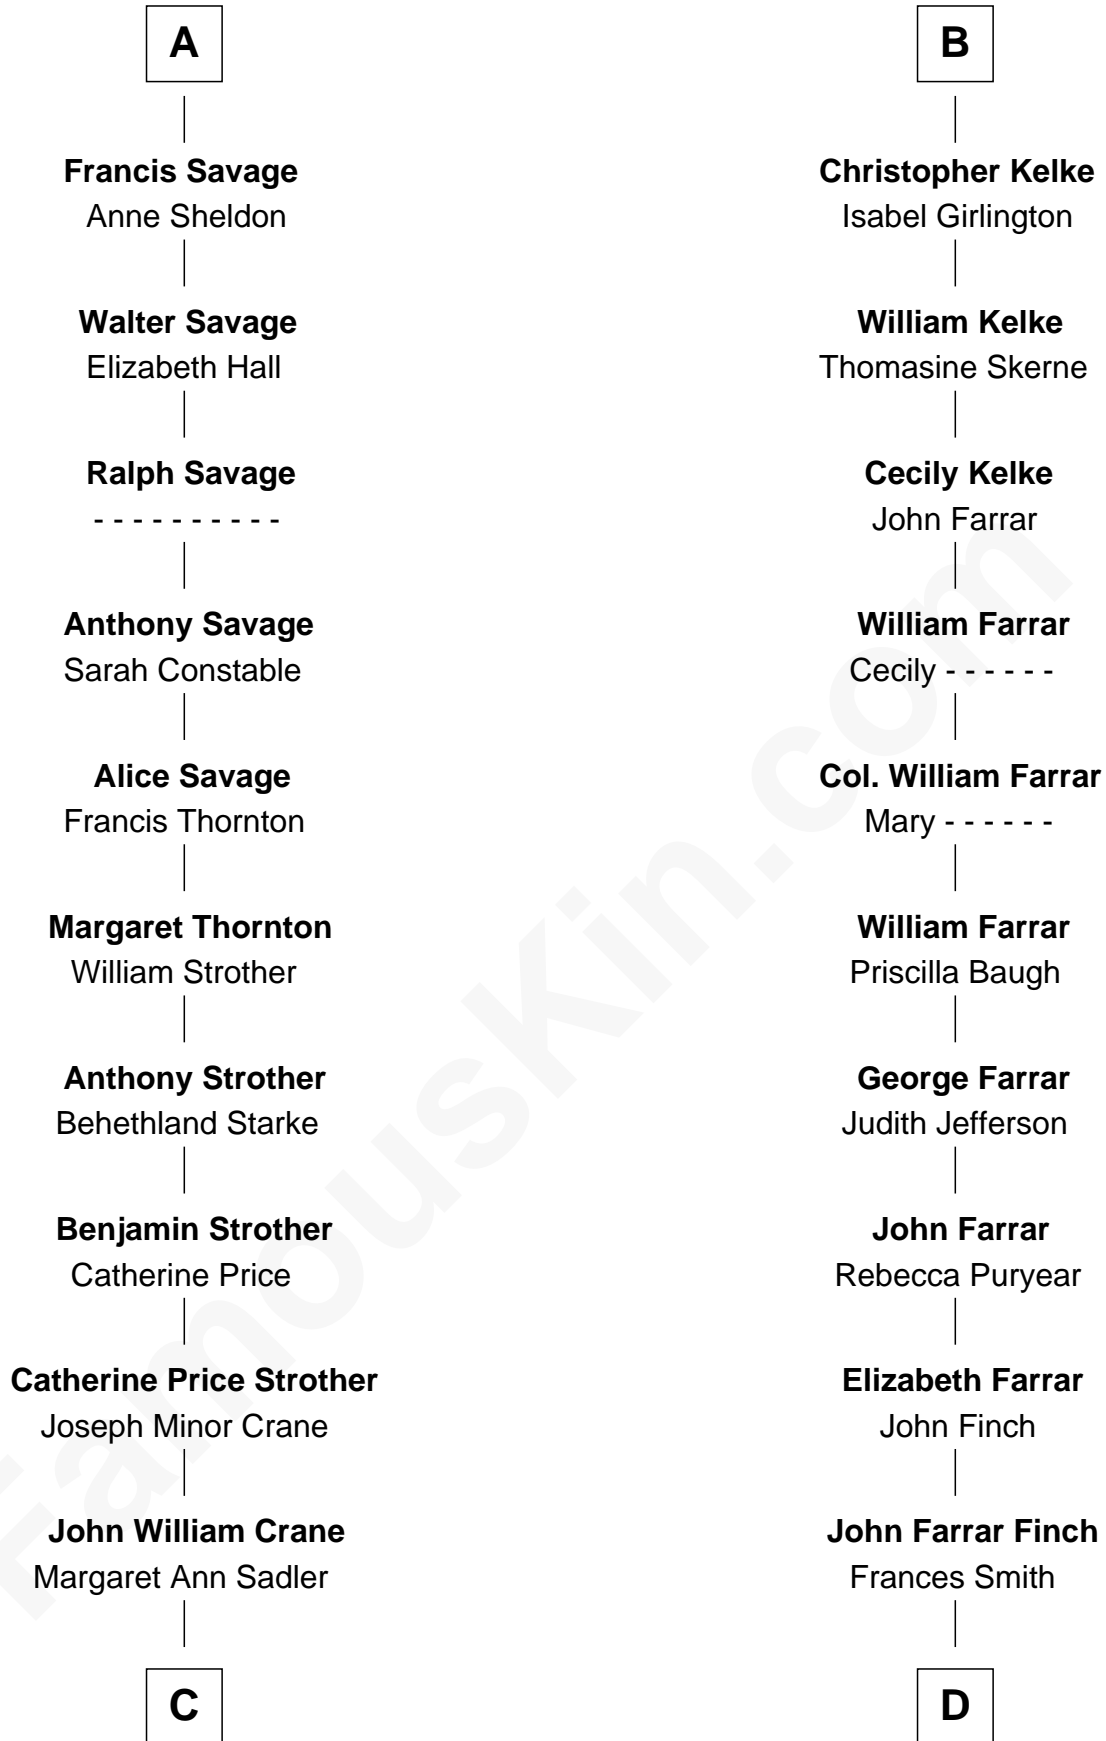 A
Francis Savage
Anne Sheldon
Walter Savage
Elizabeth Hall
Ralph Savage
- - - - - - - - - -
Anthony Savage
Sarah Constable
Alice Savage
Francis Thornton
Margaret Thornton
William Strother
Anthony Strother
Behethland Starke
Benjamin Strother
Catherine Price
Catherine Price Strother
Joseph Minor Crane
John William Crane
Margaret Ann Sadler
C
B
Christopher Kelke
Isabel Girlington
William Kelke
Thomasine Skerne
Cecily Kelke
John Farrar
William Farrar
Cecily - - - - - -
Col. William Farrar
Mary - - - - - -
William Farrar
Priscilla Baugh
George Farrar
Judith Jefferson
John Farrar
Rebecca Puryear
Elizabeth Farrar
John Finch
John Farrar Finch
Frances Smith
D
FamousKin.com